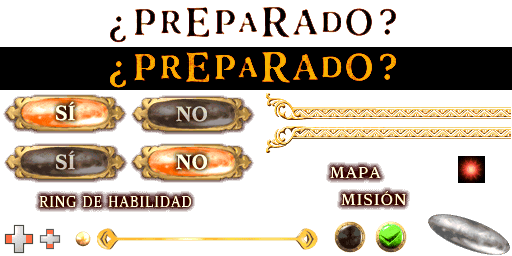 ¿PREPARADO?
¿PREPARADO?
SÍ NO
SÍ NO
MAPA
MISIÓN
RING DE HABILIDAD